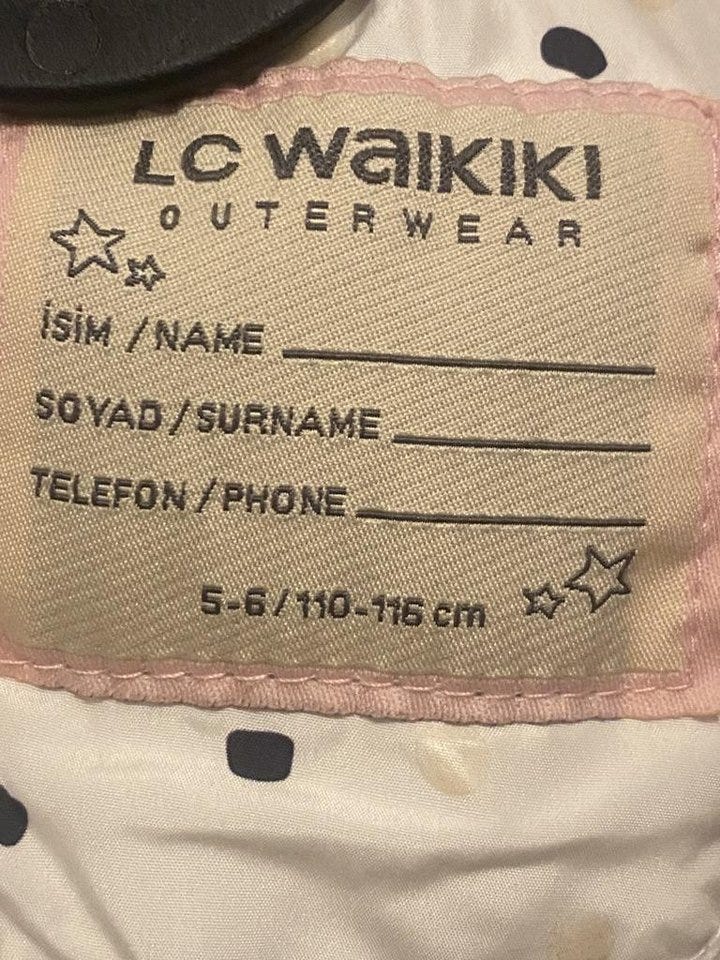 LC WAIKIKI
OUTERWEAR
İSİM / NAME
SOYAD / SURNAME
TELEFON / PHONE
5-6 / 110-116 cm